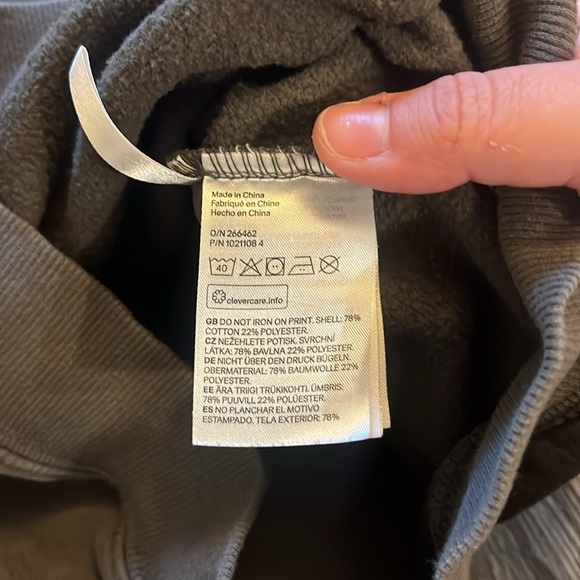 Made in China
Fabriqué en Chine
Hecho en China
O/N 266462
P/N 1021108 4
40
clevercare.info
GB DO NOT IRON ON PRINT. SHELL: 78%
COTTON 22% POLYESTER.
CZ NEŽEHLETE POTISK. SVRCHNÍ
LÁTKA: 78% BAVLNA 22% POLYESTER.
DE NICHT ÜBER DEN DRUCK BÜGELN.
OBERMATERIAL: 78% BAUMWOLLE 22%
POLYESTER.
EE ÄRA TRIIGI TRÜKIKOHTI. ÜMBRIS:
78% PUUVILL 22% POLÜESTER.
ES NO PLANCHAR EL MOTIVO
ESTAMPADO. TELA EXTERIOR: 78%